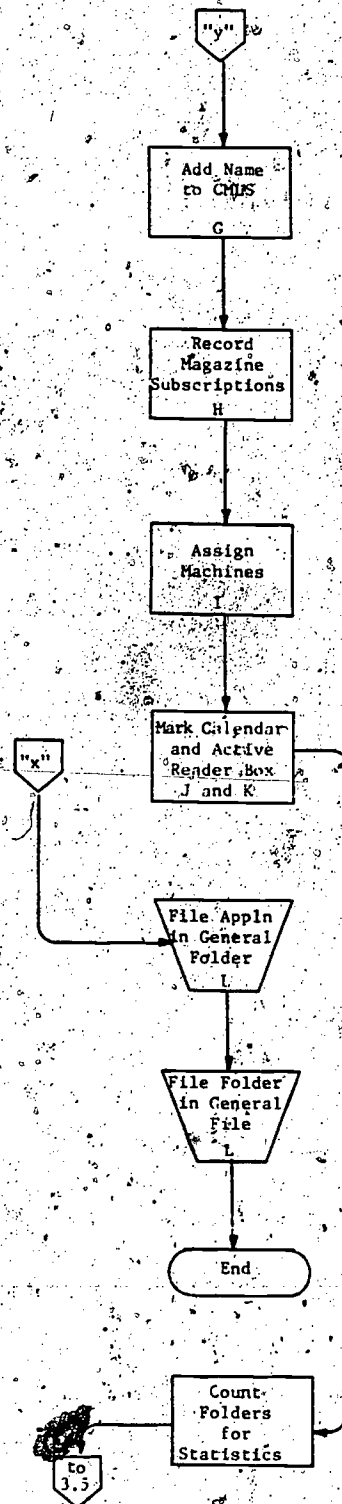 "y"
Add Name
to CMUS
G
Record
Magazine
Subscriptions
H
Assign
Machines
I
Mark Calendar
and Active
Reader Box
J and K
"x"
File Appln
in General
Folder
L
File Folder
in General
File
L
End
Count
Folders
for
Statistics
to
3.5